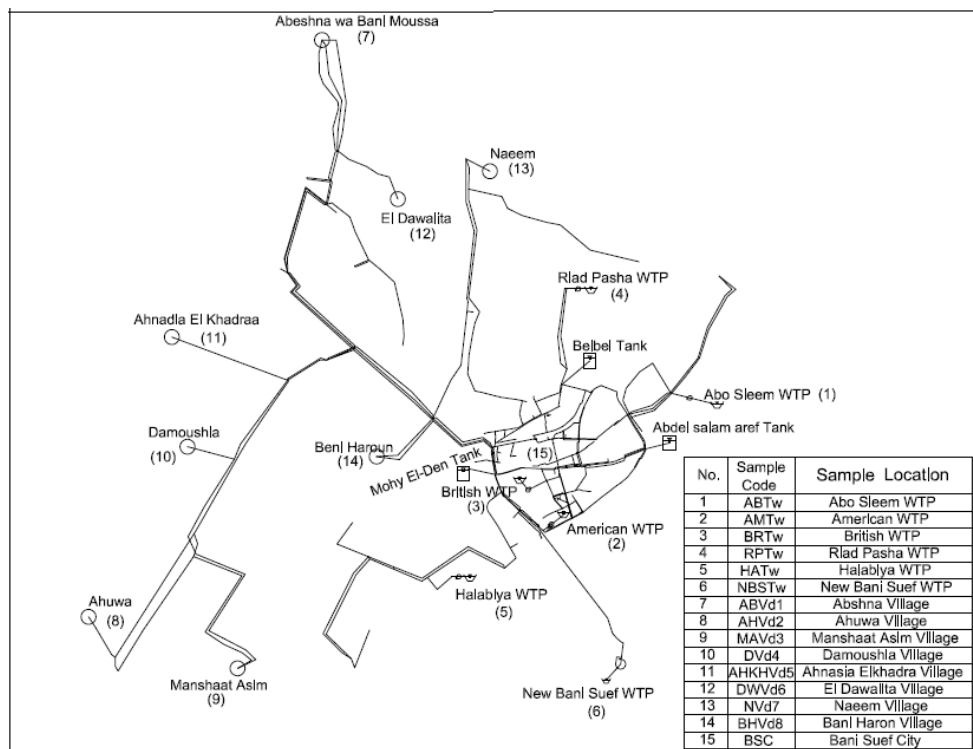 Abeshna wa Bani Moussa
(7)
Naeem
(13)
El Dawalita
(12)
Riad Pasha WTP
(4)
Ahnadia El Khadraa
(11)
Belbel Tank
Abo Sleem WTP (1)
Damoushia
(10)
Beni Haroun
(14)
Mohy El-Den Tank
(15)
Abdel salam aref Tank
British WTP
(3)
American WTP
(2)
Halabiya WTP
(5)
Ahuwa
(8)
Manshaat Asim
(9)
New Bani Suef WTP
(6)
No. Sample Code Sample Location
1 ABTw Abo Sleem WTP
2 AMTw American WTP
3 BRTw British WTP
4 RPTw Riad Pasha WTP
5 HATw Halabiya WTP
6 NBSTw New Bani Suef WTP
7 ABVd1 Abshna Village
8 AHVd2 Ahuwa Village
9 MAVd3 Manshaat Asim Village
10 DVd4 Damoushia Village
11 AHKHVd5 Ahnasia Elkhadra Village
12 DWVd6 El Dawalita Village
13 NVd7 Naeem Village
14 BHVd8 Bani Haron Village
15 BSC Bani Suef City